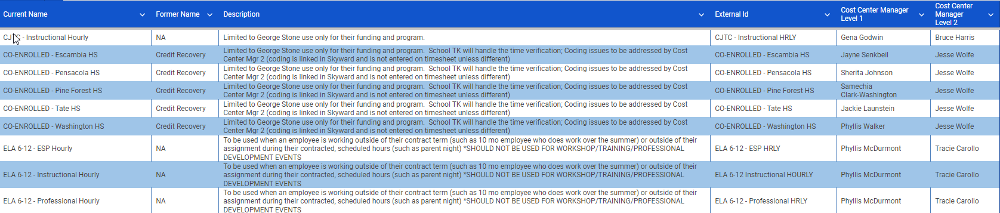 Current Name
Former Name
Description
External Id
Cost Center Manager
Level 1
Cost Center
Manager
Level 2
- Instructional Hourly
NA
Limited to George Stone use only for their funding and program.
CJTC - Instructional HRLY
Gena Godwin
Bruce Harris
CO-ENROLLED - Escambia HS
Credit Recovery
Limited to George Stone use only for their funding and program.  School TK will handle the time verification; Coding issues to be addressed by Cost
Center Mgr 2 (coding is linked in Skyward and is not entered on timesheet unless different)
CO-ENROLLED - Escambia HS
Jayne Senkbeil
Jesse Wolfe
CO-ENROLLED - Pensacola HS
Credit Recovery
Limited to George Stone use only for their funding and program.  School TK will handle the time verification; Coding issues to be addressed by Cost
Center Mgr 2 (coding is linked in Skyward and is not entered on timesheet unless different)
CO-ENROLLED - Pensacola HS
Sherita Johnson
Jesse Wolfe
CO-ENROLLED - Pine Forest HS
Credit Recovery
Limited to George Stone use only for their funding and program.  School TK will handle the time verification; Coding issues to be addressed by Cost
Center Mgr 2 (coding is linked in Skyward and is not entered on timesheet unless different)
CO-ENROLLED - Pine Forest HS
Samechia
Clark-Washington
Jesse Wolfe
CO-ENROLLED - Tate HS
Credit Recovery
Limited to George Stone use only for their funding and program.  School TK will handle the time verification; Coding issues to be addressed by Cost
Center Mgr 2 (coding is linked in Skyward and is not entered on timesheet unless different)
CO-ENROLLED - Tate HS
Jackie Launstein
Jesse Wolfe
CO-ENROLLED - Washington HS
Credit Recovery
Limited to George Stone use only for their funding and program.  School TK will handle the time verification; Coding issues to be addressed by Cost
Center Mgr 2 (coding is linked in Skyward and is not entered on timesheet unless different)
CO-ENROLLED - Washington HS
Phyllis Walker
Jesse Wolfe
ELA 6-12 - ESP Hourly
NA
To be used when an employee is working outside of their contract term (such as 10 mo employee who does work over the summer) or outside of their
assignment during their contracted, scheduled hours (such as parent night) *SHOULD NOT BE USED FOR WORKSHOP/TRAINING/PROFESSIONAL
DEVELOPMENT EVENTS
ELA 6-12 - ESP HRLY
Phyllis McDurmont
Tracie Carollo
ELA 6-12 - Instructional Hourly
NA
To be used when an employee is working outside of their contract term (such as 10 mo employee who does work over the summer) or outside of their
assignment during their contracted, scheduled hours (such as parent night) *SHOULD NOT BE USED FOR WORKSHOP/TRAINING/PROFESSIONAL
DEVELOPMENT EVENTS
ELA 6-12 Instructional HOURLY
Phyllis McDurmont
Tracie Carollo
ELA 6-12 - Professional Hourly
NA
To be used when an employee is working outside of their contract term (such as 10 mo employee who does work over the summer) or outside of their
assignment during their contracted, scheduled hours (such as parent night) *SHOULD NOT BE USED FOR WORKSHOP/TRAINING/PROFESSIONAL
DEVELOPMENT EVENTS
ELA 6-12 - Professional HRLY
Phyllis McDurmont
Tracie Carollo